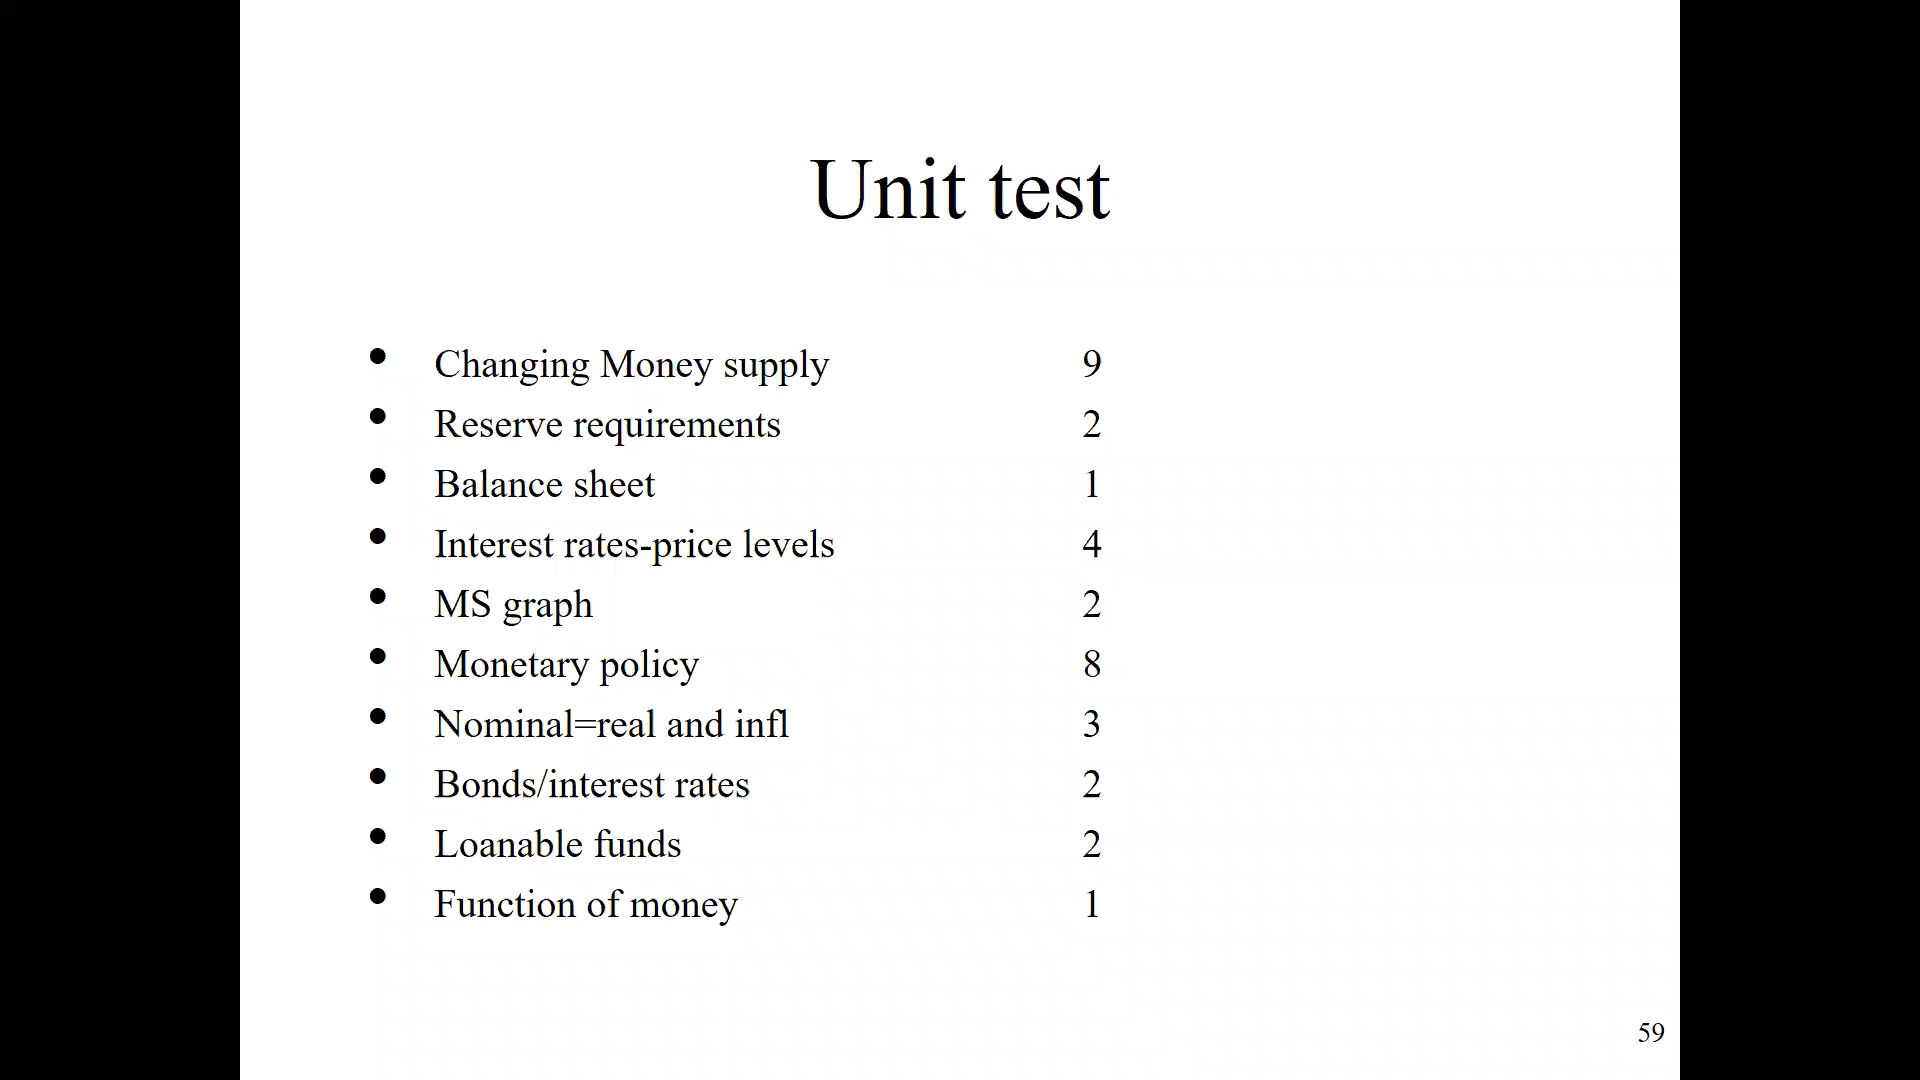 Unit test
• Changing Money supply 9
• Reserve requirements 2
• Balance sheet 1
• Interest rates-price levels 4
• MS graph 2
• Monetary policy 8
• Nominal=real and infl 3
• Bonds/interest rates 2
• Loanable funds 2
• Function of money 1
59